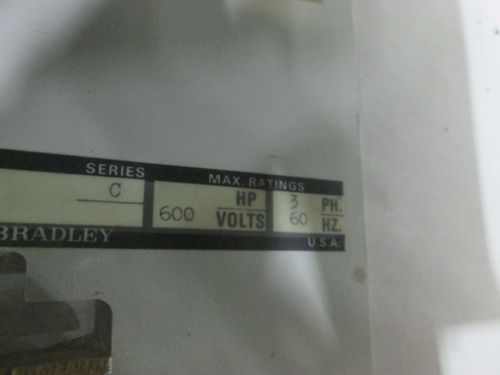 SERIES MAX. RATINGS
C HP 3 PH.
600 VOLTS 60 HZ.
BRADLEY U.S.A.